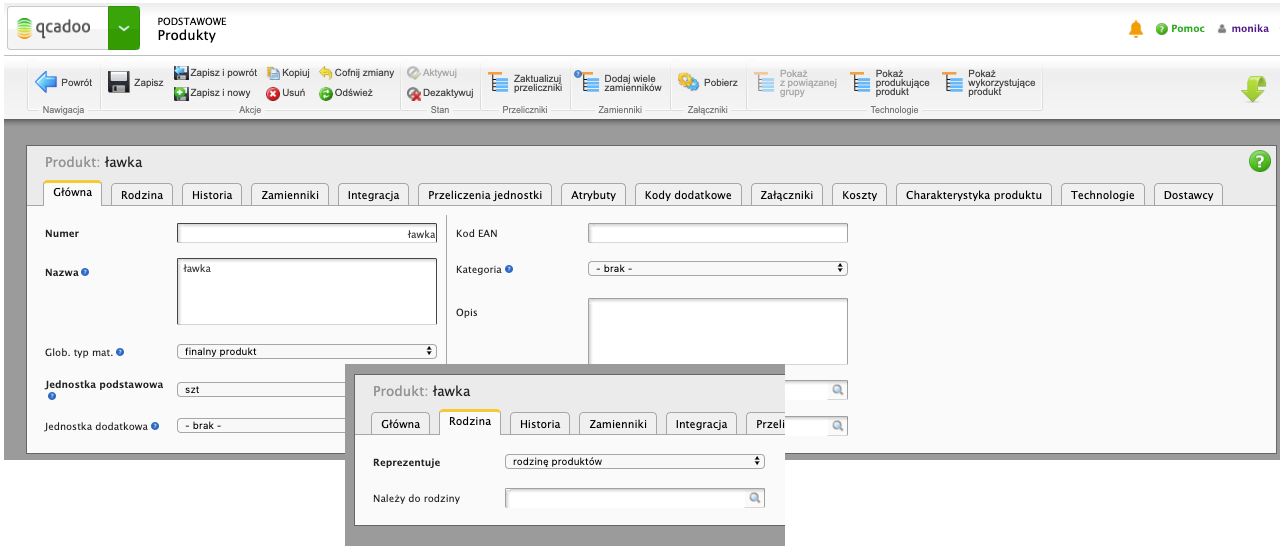 qcadoo
PODSTAWOWE
Produkty
Pomoc
monika
Powrót
Nawigacja
Zapisz
Zapisz i powrót
Kopiuj
Cofnij zmiany
Zapisz i nowy
Usuń
Odśwież
Akcje
Aktywuj
Dezaktywuj
Stan
Zaktualizuj
przeliczniki
Przeliczniki
Dodaj wiele
zamienników
Zamienniki
Pobierz
Załączniki
Pokaż
z powiązanej
grupy
Pokaż
produkujące
produkt
Pokaż
wykorzystujące
produkt
Technologie
Produkt: ławka
Główna
Rodzina
Historia
Zamienniki
Integracja
Przeliczenia jednostki
Atrybuty
Kody dodatkowe
Załączniki
Koszty
Charakterystyka produktu
Technologie
Dostawcy
Numer
ławka
Nazwa
ławka
Glob. typ mat.
finalny produkt
Jednostka podstawowa
szt
Jednostka dodatkowa
- brak -
Kod EAN
Kategoria
- brak -
Opis
Produkt: ławka
Główna
Rodzina
Historia
Zamienniki
Integracja
Przeli
Reprezentuje
rodzinę produktów
Należy do rodziny